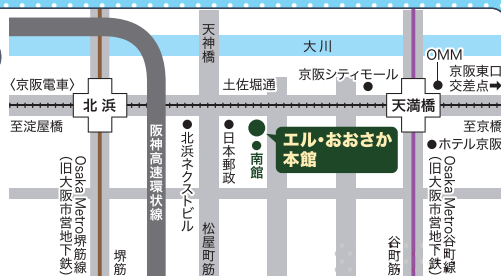 天神橋
大川
OMM
〈京阪電車〉
京阪シティモール
京阪東口
交差点➡
北浜
土佐堀通
天満橋
至淀屋橋
至京橋
阪神高速環状線
北浜ネクストビル
日本郵政
南館
エル・おおさか
本館
ホテル京阪
Osaka Metro堺筋線
(旧大阪市営地下鉄)
堺筋
松屋町筋
谷町筋
Osaka Metro谷町線
(旧大阪市営地下鉄)